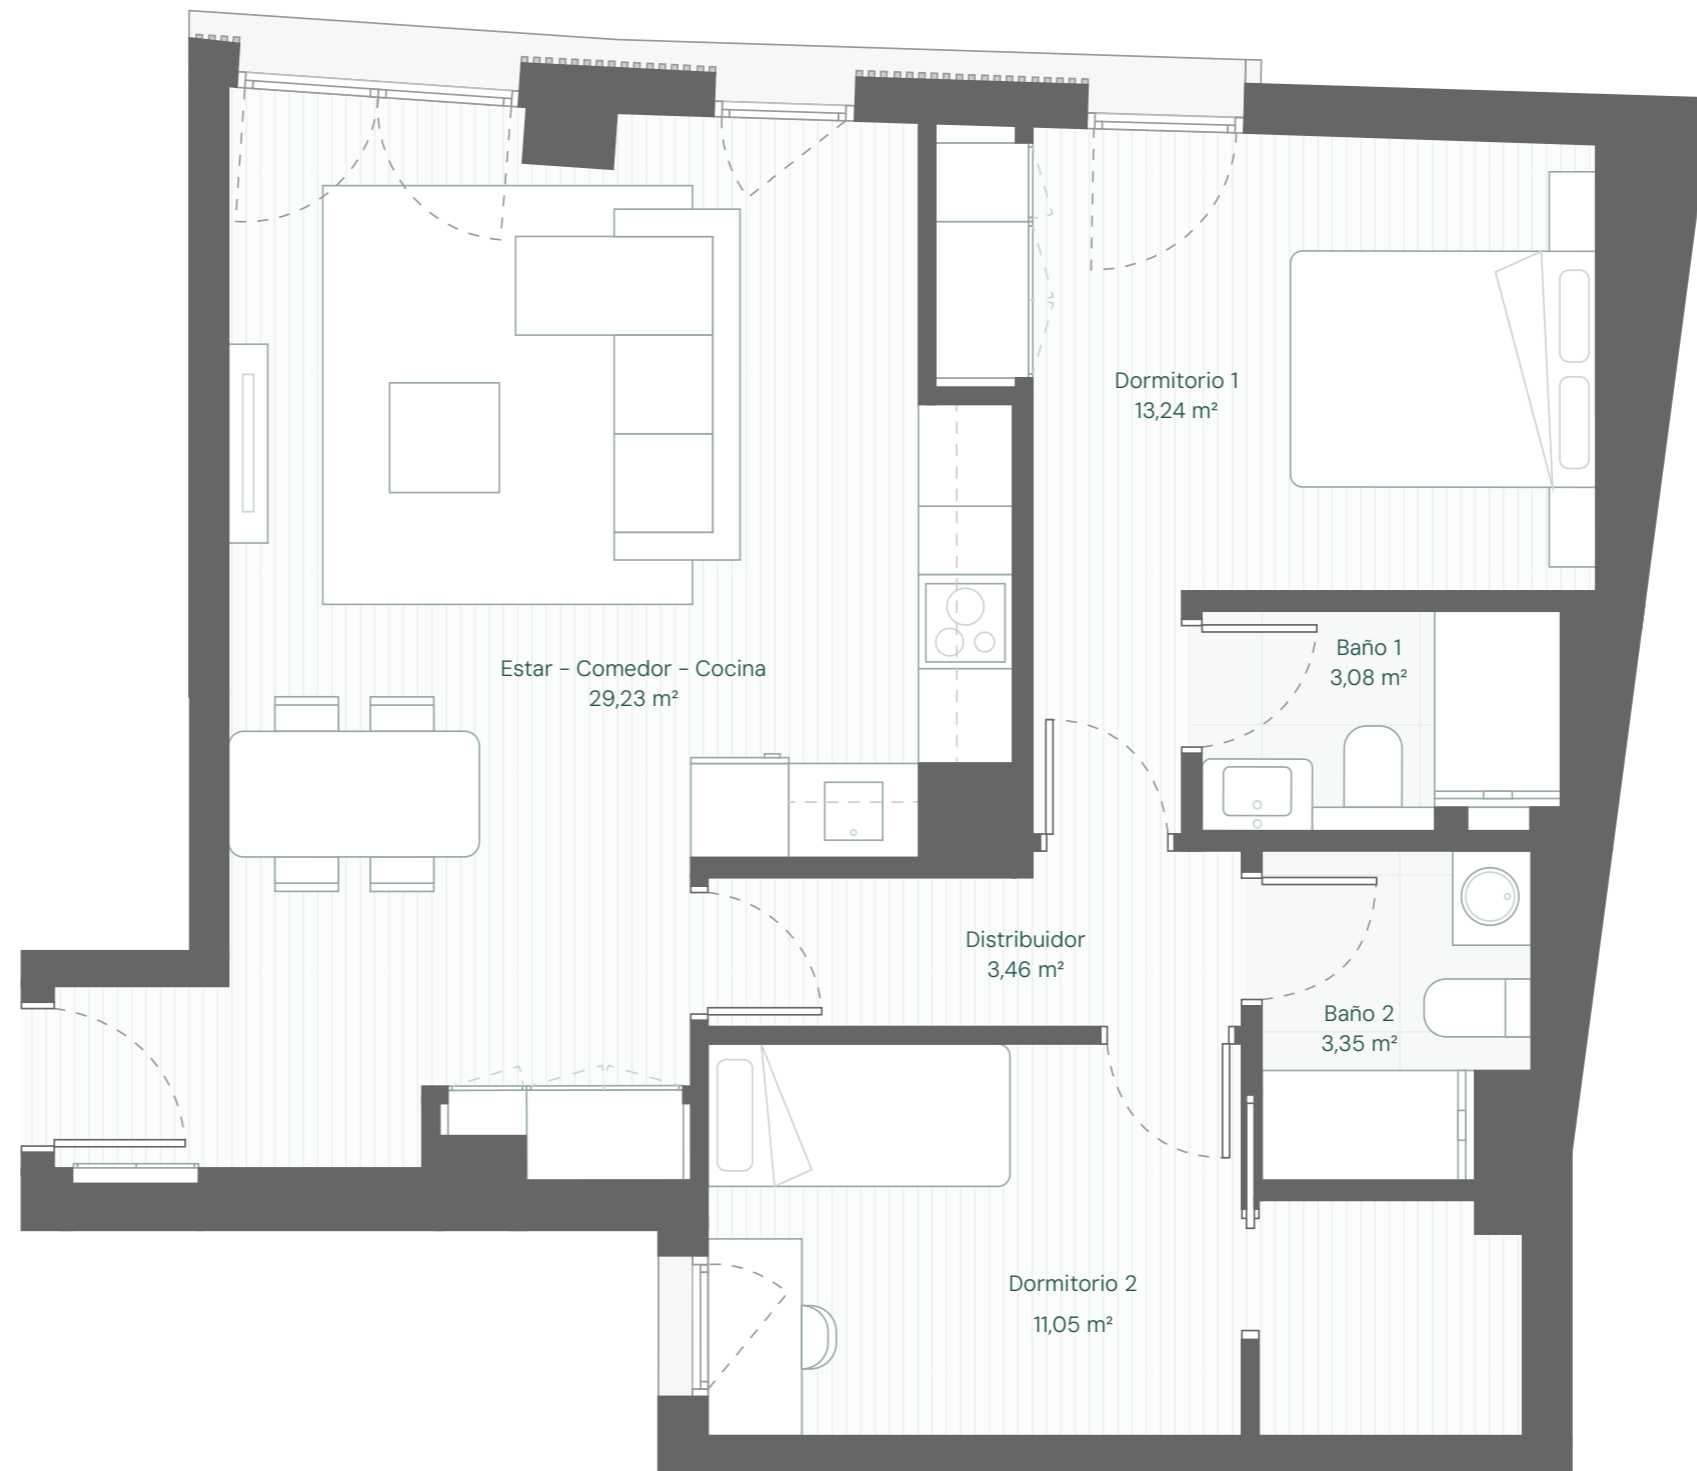 Dormitorio 1
13,24 m²
Estar - Comedor - Cocina
29,23 m²
Baño 1
3,08 m²
Distribuidor
3,46 m²
Baño 2
3,35 m²
Dormitorio 2
11,05 m²